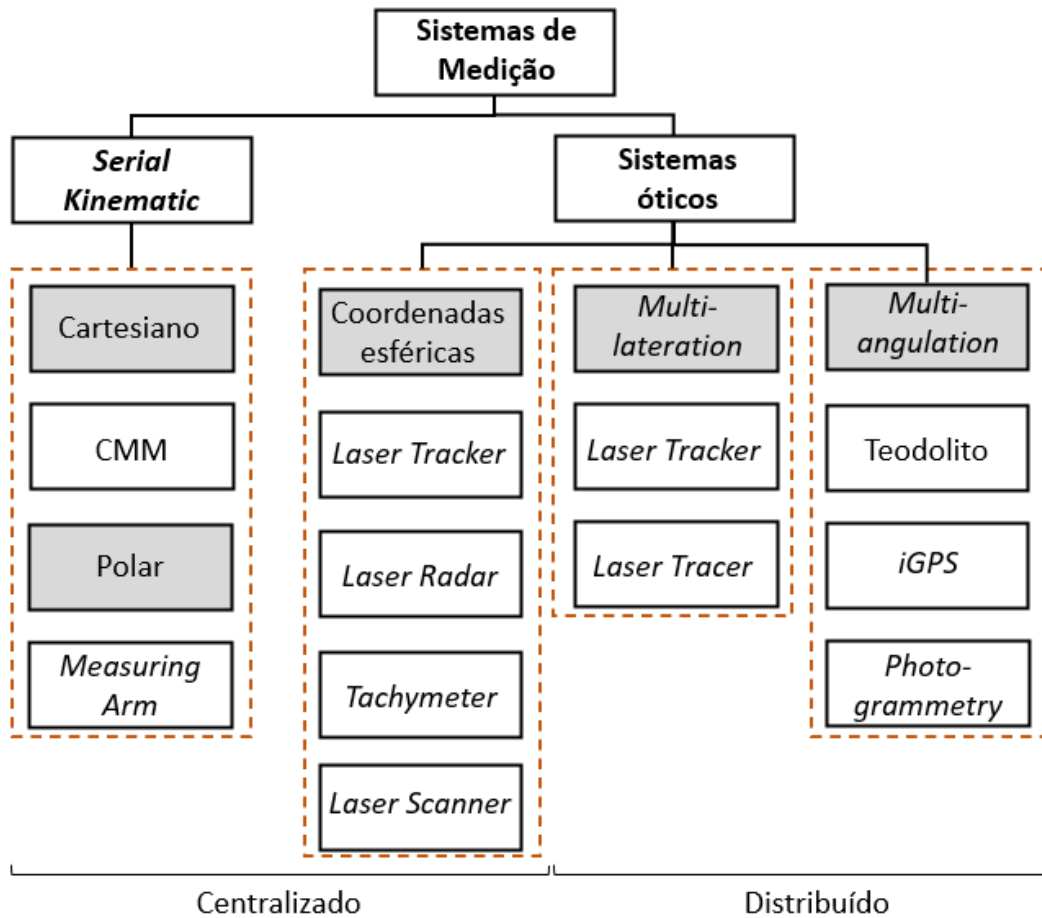 Sistemas de
Medição
Serial
Kinematic
Sistemas
óticos
Cartesiano
CMM
Polar
Measuring
Arm
Coordenadas
esféricas
Laser Tracker
Laser Radar
Tachymeter
Laser Scanner
Multi-
lateration
Laser Tracker
Laser Tracer
Multi-
angulation
Teodolito
iGPS
Photo-
grammetry
Centralizado
Distribuído